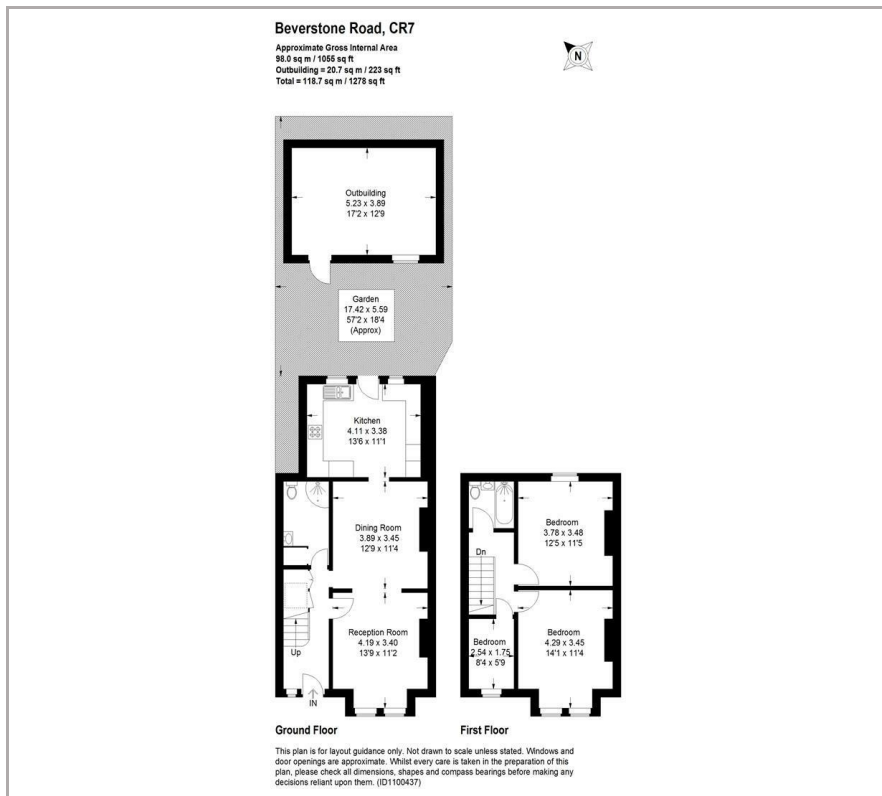 Beverstone Road, CR7
Approximate Gross Internal Area
98.0 sq m / 1055 sq ft
Outbuilding = 20.7 sq m / 223 sq ft
Total = 118.7 sq m / 1278 sq ft
N
Outbuilding
5.23 x 3.89
17'2 x 12'9
Garden
17.42 x 5.59
57'2 x 18'4
(Approx)
Kitchen
4.11 x 3.38
13'6 x 11'1
Dining Room
3.89 x 3.45
12'9 x 11'4
Reception Room
4.19 x 3.40
13'9 x 11'2
Up
IN
Bedroom
3.78 x 3.48
12'5 x 11'5
Dn
Bedroom
4.29 x 3.45
14'1 x 11'4
Bedroom
2.54 x 1.75
8'4 x 5'9
Ground Floor
First Floor
This plan is for layout guidance only. Not drawn to scale unless stated. Windows and
door openings are approximate. Whilst every care is taken in the preparation of this
plan, please check all dimensions, shapes and compass bearings before making any
decisions reliant upon them. (ID1100437)